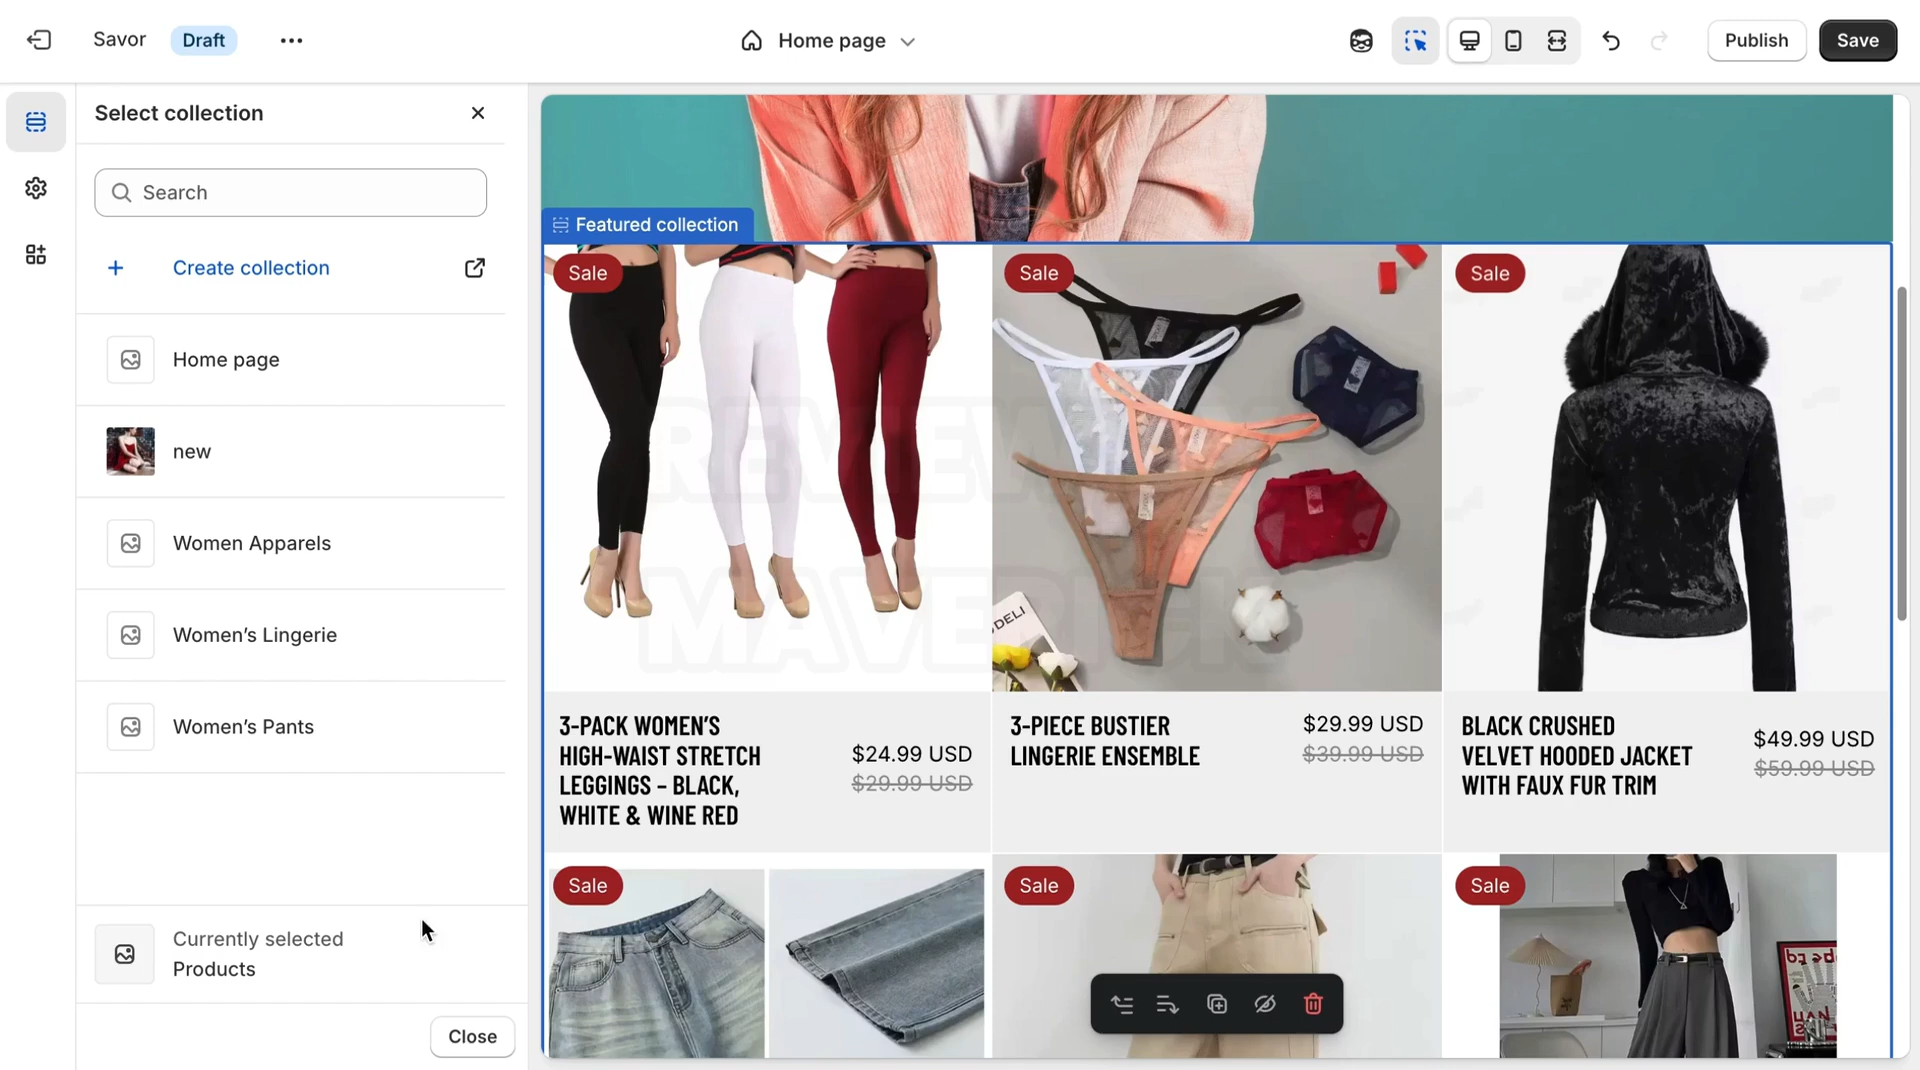 Savor
Draft
Home page
Publish
Save
Select collection
Search
Create collection
Home page
new
Women Apparels
Women's Lingerie
Women's Pants
Currently selected
Products
Close
Featured collection
Sale
Sale
Sale
REVIEW
MAVERICK
DELI
3-PACK WOMEN'S
HIGH-WAIST STRETCH
LEGGINGS – BLACK,
WHITE & WINE RED
$24.99 USD
$29.99 USD
3-PIECE BUSTIER
LINGERIE ENSEMBLE
$29.99 USD
$39.99 USD
BLACK CRUSHED
VELVET HOODED JACKET
WITH FAUX FUR TRIM
$49.99 USD
$59.99 USD
Sale
Sale
Sale